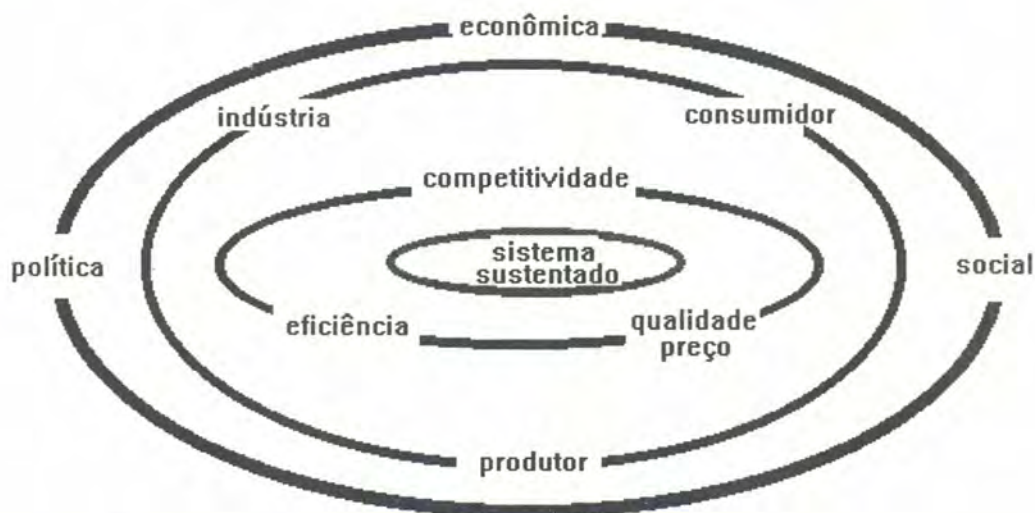 econômica
indústria
consumidor
competitividade
sistema
sustentado
política
social
eficiência
qualidade
preço
produtor